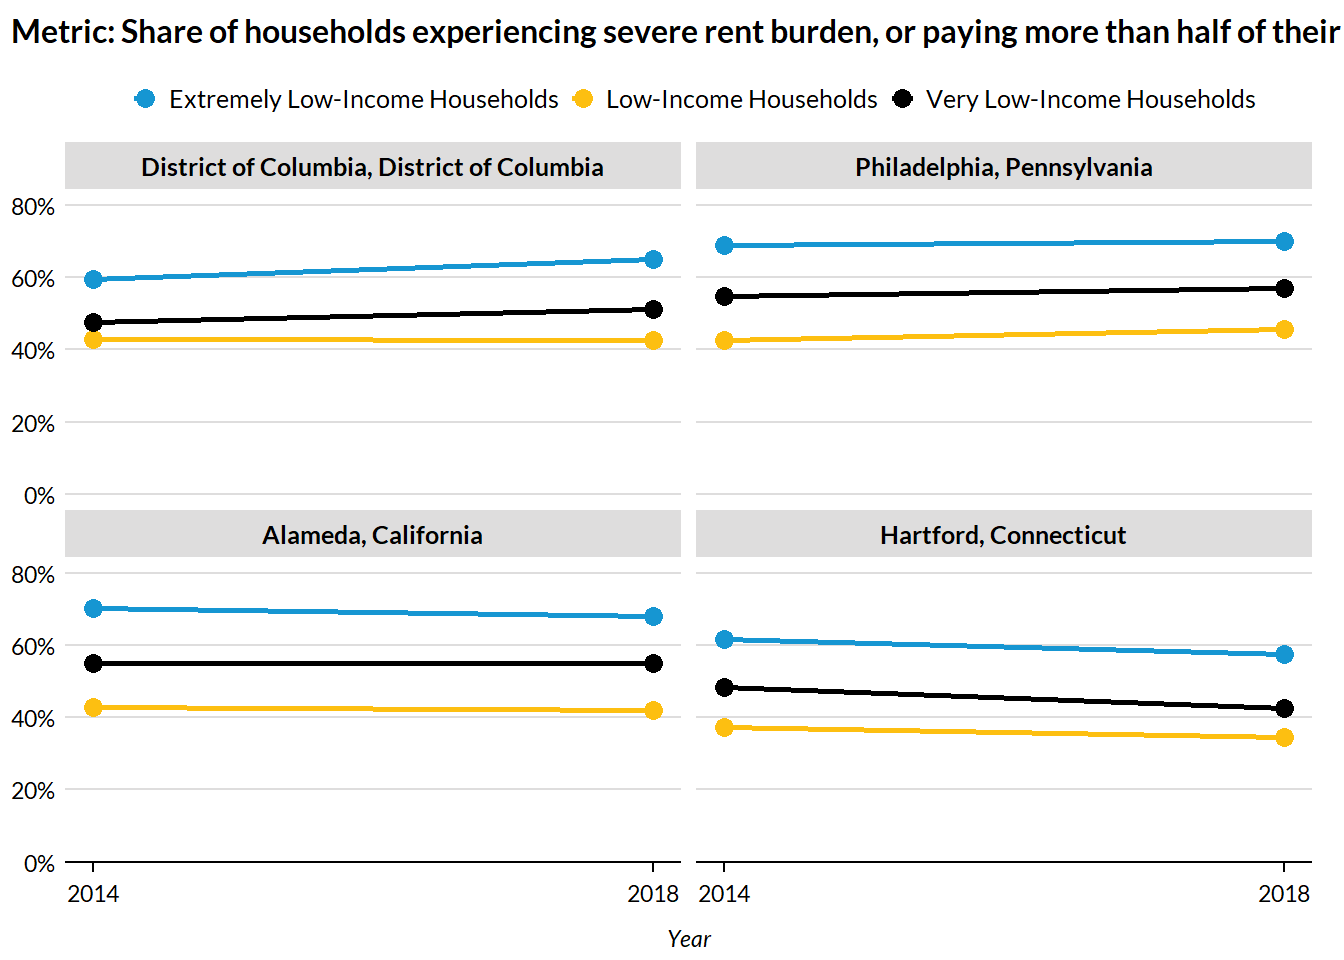 Metric: Share of households experiencing severe rent burden, or paying more than half of their
Extremely Low-Income Households Low-Income Households Very Low-Income Households
District of Columbia, District of Columbia
Philadelphia, Pennsylvania
80%
60%
40%
20%
0%
Alameda, California
Hartford, Connecticut
80%
60%
40%
20%
0%
2014 2018 2014 2018
Year